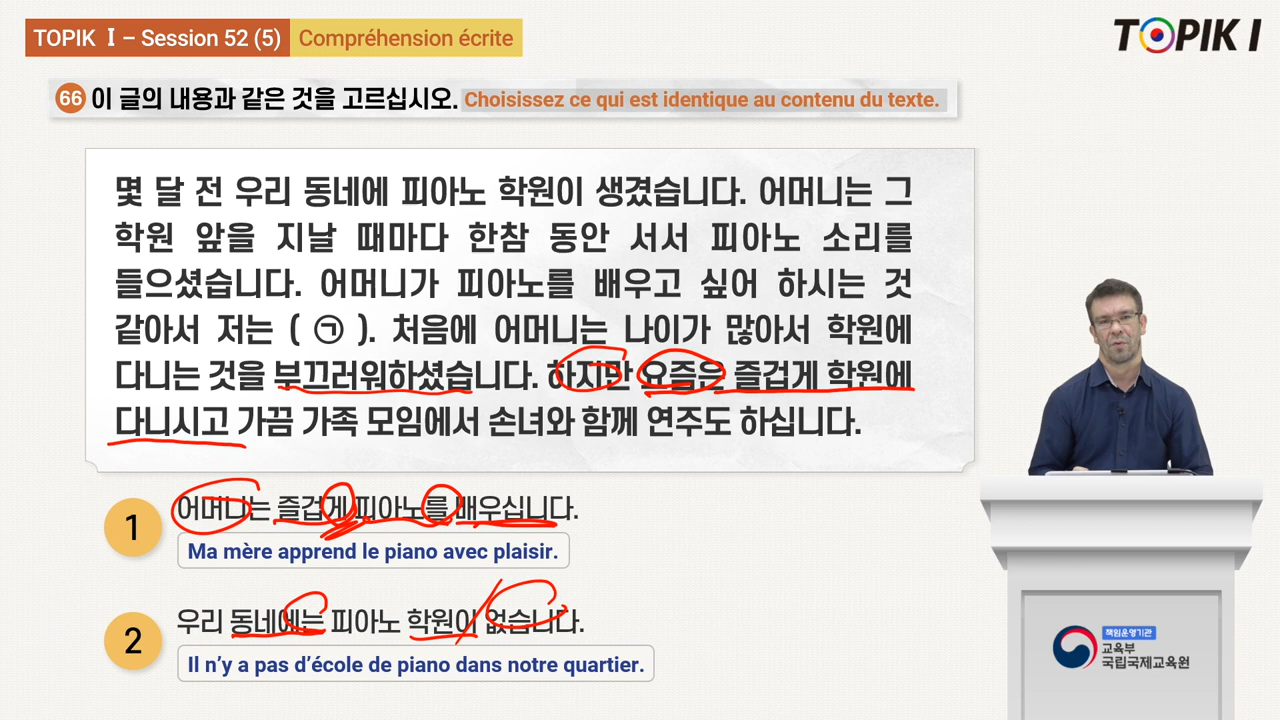 TOPIK I – Session 52 (5) Compréhension écrite
TOPIK I
66 이 글의 내용과 같은 것을 고르십시오. Choisissez ce qui est identique au contenu du texte.
몇 달 전 우리 동네에 피아노 학원이 생겼습니다. 어머니는 그
학원 앞을 지날 때마다 한참 동안 서서 피아노 소리를
들으셨습니다. 어머니가 피아노를 배우고 싶어 하시는 것
같아서 저는 ( ㉠ ). 처음에 어머니는 나이가 많아서 학원에
다니는 것을 부끄러워하셨습니다. 하지만 요즘은 즐겁게 학원에
다니시고 가끔 가족 모임에서 손녀와 함께 연주도 하십니다.
1 어머니는 즐겁게 피아노를 배우십니다.
Ma mère apprend le piano avec plaisir.
2 우리 동네에는 피아노 학원이 없습니다.
Il n'y a pas d'école de piano dans notre quartier.
책임운영기관
교육부
국립국제교육원